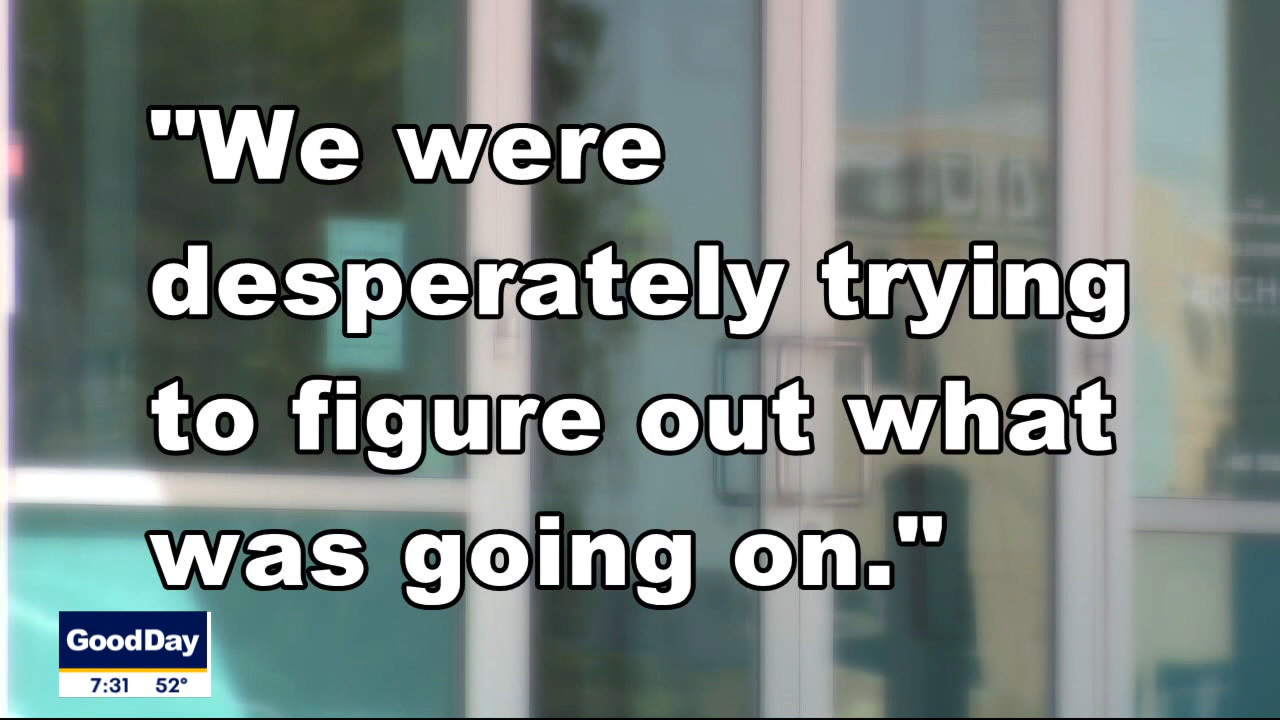 "We were
desperately trying
to figure out what
was going on."
GoodDay
7:31 52°